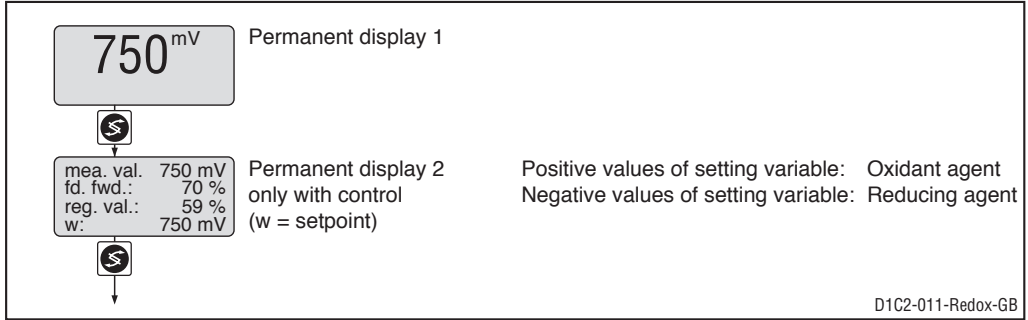 750 mV
Permanent display 1
mea. val. 750 mV
fd. fwd.: 70 %
reg. val.: 59 %
w: 750 mV
Permanent display 2
only with control
(w = setpoint)
Positive values of setting variable: Oxidant agent
Negative values of setting variable: Reducing agent
D1C2-011-Redox-GB